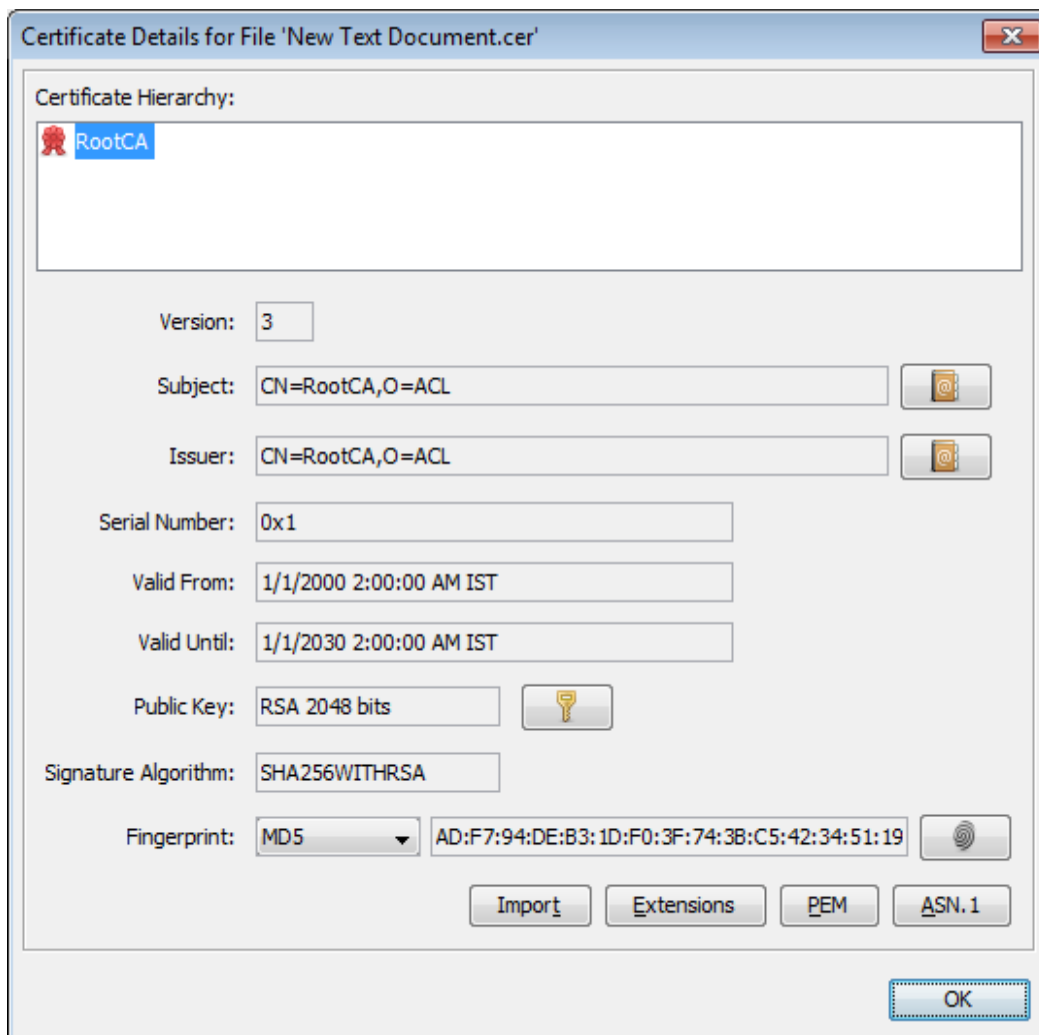 Certificate Details for File 'New Text Document.cer'
Certificate Hierarchy:
RootCA
Version: 3
Subject: CN=RootCA,O=ACL
Issuer: CN=RootCA,O=ACL
Serial Number: 0x1
Valid From: 1/1/2000 2:00:00 AM IST
Valid Until: 1/1/2030 2:00:00 AM IST
Public Key: RSA 2048 bits
Signature Algorithm: SHA256WITHRSA
Fingerprint: MD5 AD:F7:94:DE:B3:1D:F0:3F:74:3B:C5:42:34:51:19
Import Extensions PEM ASN.1
OK